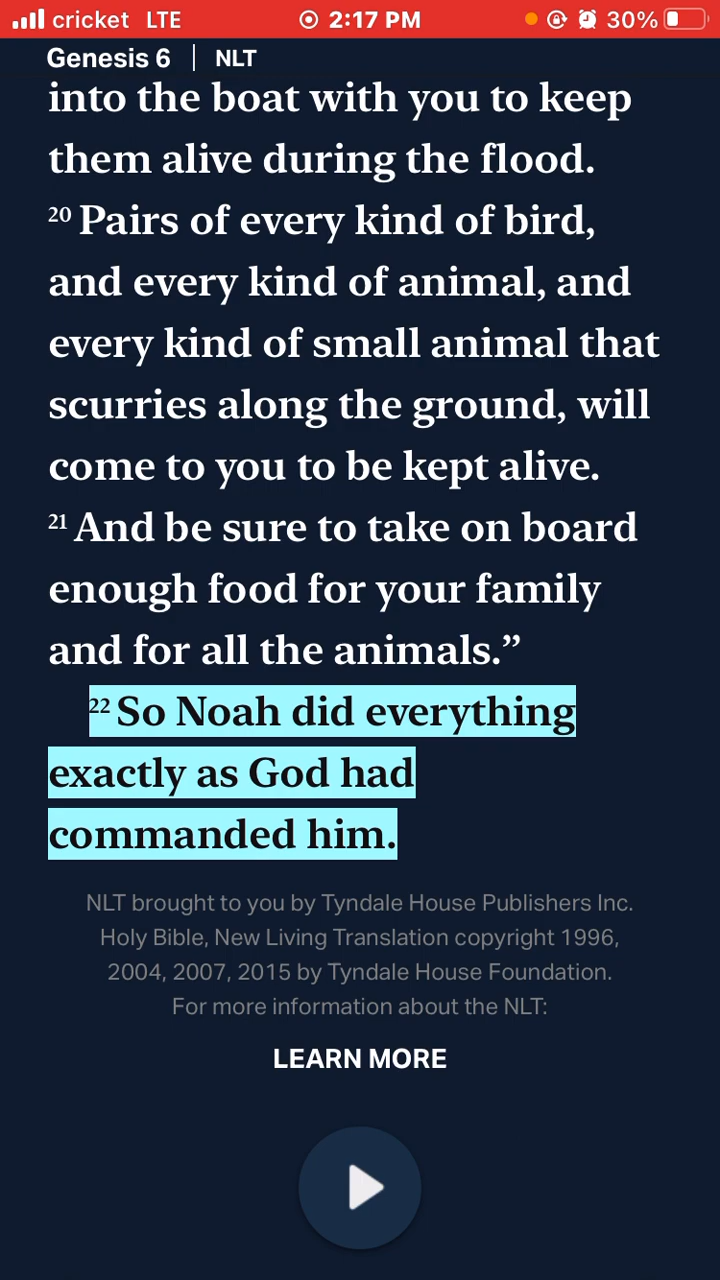 cricket LTE 2:17 PM 30%
Genesis 6 | NLT
into the boat with you to keep
them alive during the flood.
20 Pairs of every kind of bird,
and every kind of animal, and
every kind of small animal that
scurries along the ground, will
come to you to be kept alive.
21 And be sure to take on board
enough food for your family
and for all the animals.”
22 So Noah did everything
exactly as God had
commanded him.
NLT brought to you by Tyndale House Publishers Inc.
Holy Bible, New Living Translation copyright 1996,
2004, 2007, 2015 by Tyndale House Foundation.
For more information about the NLT:
LEARN MORE